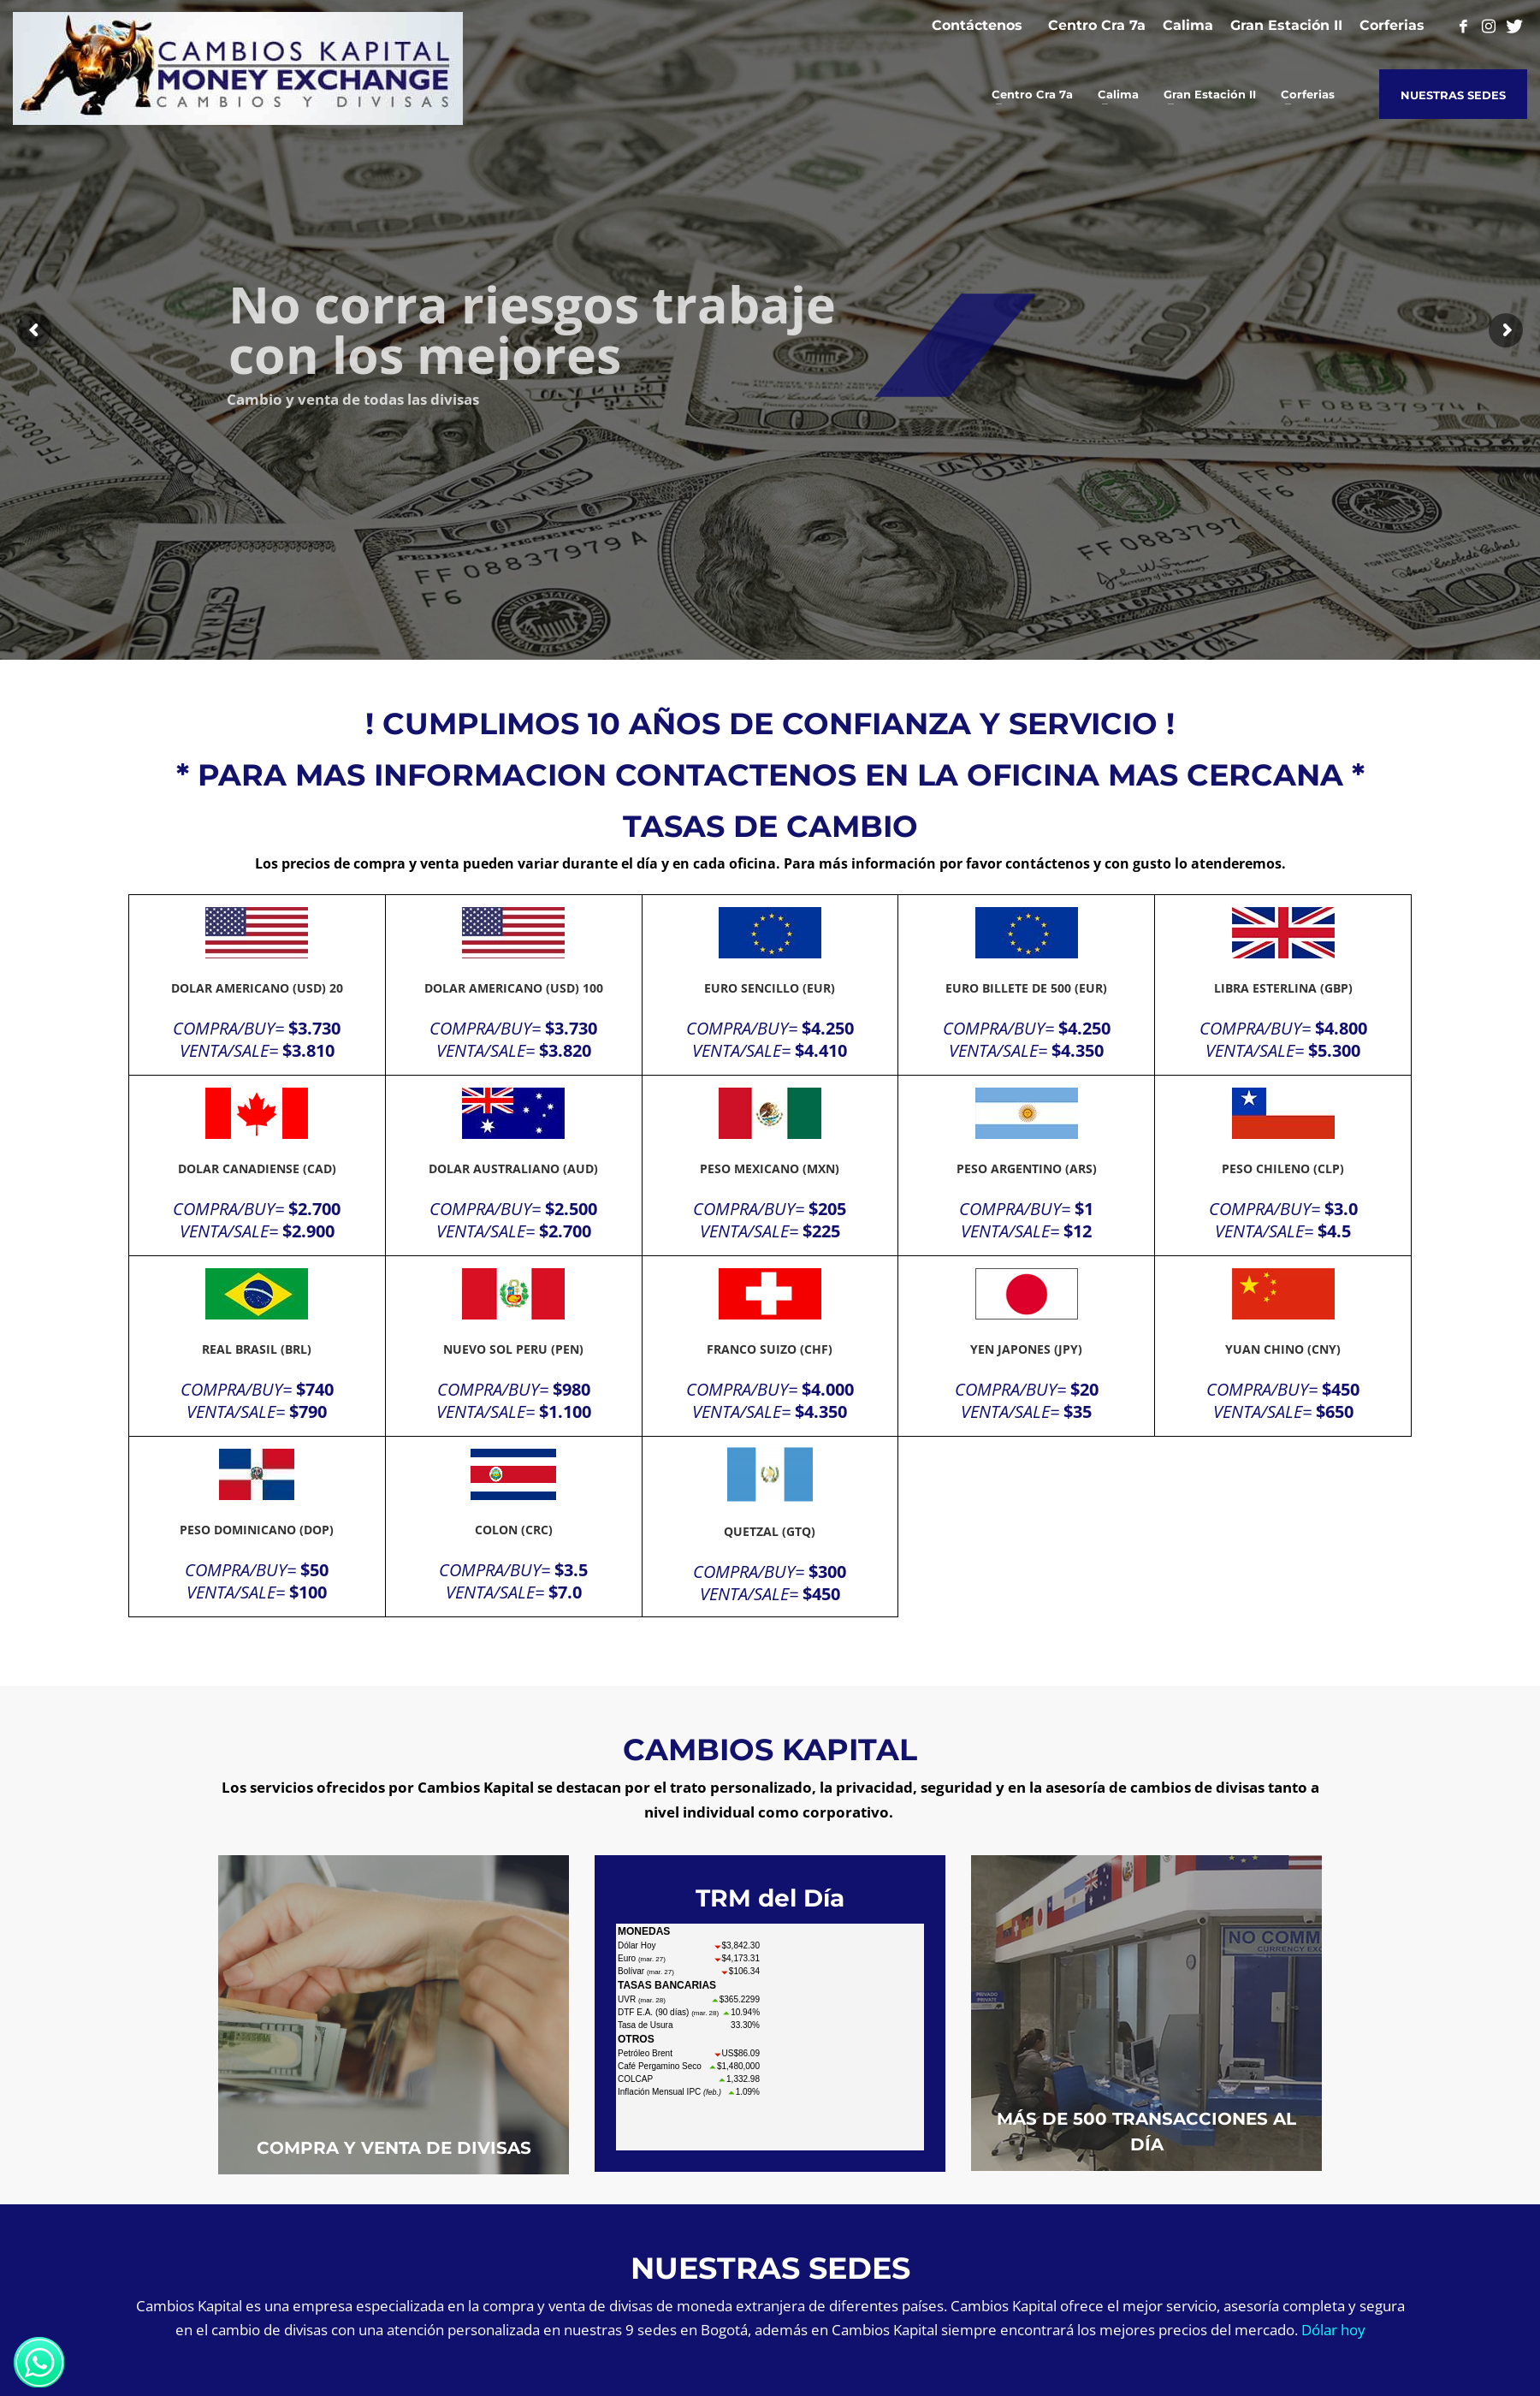 CAMBIOS KAPITAL
MONEY EXCHANGE
CAMBIOS Y DIVISAS
Contáctenos Centro Cra 7a Calima Gran Estación II Corferias
Centro Cra 7a Calima Gran Estación II Corferias NUESTRAS SEDES
No corra riesgos trabaje
con los mejores
Cambio y venta de todas las divisas
FF 08837979 A
F6
! CUMPLIMOS 10 AÑOS DE CONFIANZA Y SERVICIO !
* PARA MAS INFORMACION CONTACTENOS EN LA OFICINA MAS CERCANA *
TASAS DE CAMBIO
Los precios de compra y venta pueden variar durante el día y en cada oficina. Para más información por favor contáctenos y con gusto lo atenderemos.
DOLAR AMERICANO (USD) 20
COMPRA/BUY= $3.730
VENTA/SALE= $3.810
DOLAR AMERICANO (USD) 100
COMPRA/BUY= $3.730
VENTA/SALE= $3.820
EURO SENCILLO (EUR)
COMPRA/BUY= $4.250
VENTA/SALE= $4.410
EURO BILLETE DE 500 (EUR)
COMPRA/BUY= $4.250
VENTA/SALE= $4.350
LIBRA ESTERLINA (GBP)
COMPRA/BUY= $4.800
VENTA/SALE= $5.300
DOLAR CANADIENSE (CAD)
COMPRA/BUY= $2.700
VENTA/SALE= $2.900
DOLAR AUSTRALIANO (AUD)
COMPRA/BUY= $2.500
VENTA/SALE= $2.700
PESO MEXICANO (MXN)
COMPRA/BUY= $205
VENTA/SALE= $225
PESO ARGENTINO (ARS)
COMPRA/BUY= $1
VENTA/SALE= $12
PESO CHILENO (CLP)
COMPRA/BUY= $3.0
VENTA/SALE= $4.5
REAL BRASIL (BRL)
COMPRA/BUY= $740
VENTA/SALE= $790
NUEVO SOL PERU (PEN)
COMPRA/BUY= $980
VENTA/SALE= $1.100
FRANCO SUIZO (CHF)
COMPRA/BUY= $4.000
VENTA/SALE= $4.350
YEN JAPONES (JPY)
COMPRA/BUY= $20
VENTA/SALE= $35
YUAN CHINO (CNY)
COMPRA/BUY= $450
VENTA/SALE= $650
PESO DOMINICANO (DOP)
COMPRA/BUY= $50
VENTA/SALE= $100
COLON (CRC)
COMPRA/BUY= $3.5
VENTA/SALE= $7.0
QUETZAL (GTQ)
COMPRA/BUY= $300
VENTA/SALE= $450
CAMBIOS KAPITAL
Los servicios ofrecidos por Cambios Kapital se destacan por el trato personalizado, la privacidad, seguridad y en la asesoría de cambios de divisas tanto a
nivel individual como corporativo.
COMPRA Y VENTA DE DIVISAS
TRM del Día
MONEDAS
Dólar Hoy $3,842.30
Euro (mar. 27) $4,173.31
Bolívar (mar. 27) $106.34
TASAS BANCARIAS
UVR (mar. 28) $365.2299
DTF E.A. (90 días) (mar. 28) 10.94%
Tasa de Usura 33.30%
OTROS
Petróleo Brent US$86.09
Café Pergamino Seco $1,480,000
COLCAP 1,332.98
Inflación Mensual IPC (feb.) 1.09%
NO COMM
CURRENCY EXC
PRIVADO
MÁS DE 500 TRANSACCIONES AL
DÍA
NUESTRAS SEDES
Cambios Kapital es una empresa especializada en la compra y venta de divisas de moneda extranjera de diferentes países. Cambios Kapital ofrece el mejor servicio, asesoría completa y segura
en el cambio de divisas con una atención personalizada en nuestras 9 sedes en Bogotá, además en Cambios Kapital siempre encontrará los mejores precios del mercado. Dólar hoy